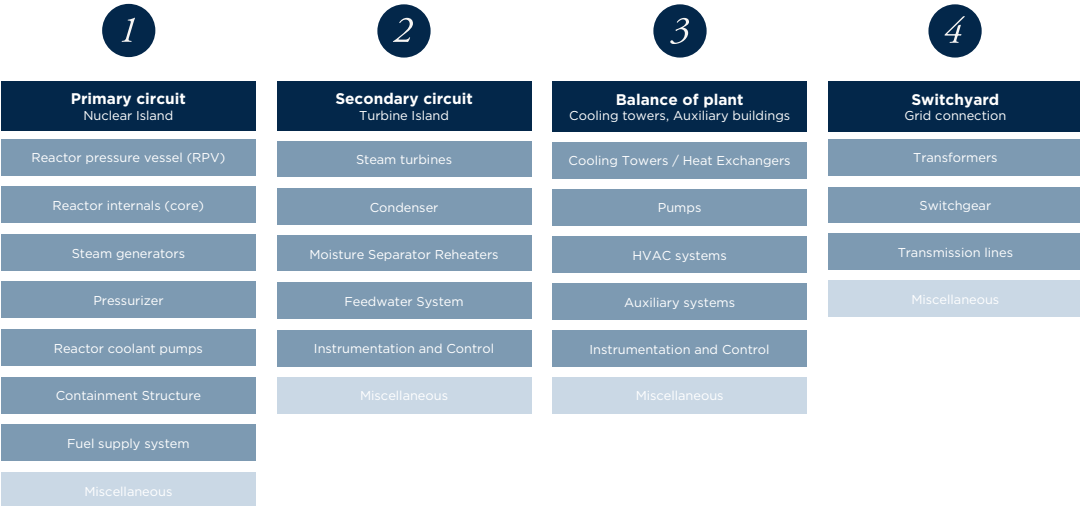 1
Primary circuit
Nuclear Island
Reactor pressure vessel (RPV)
Reactor internals (core)
Steam generators
Pressurizer
Reactor coolant pumps
Containment Structure
Fuel supply system
Miscellaneous
2
Secondary circuit
Turbine Island
Steam turbines
Condenser
Moisture Separator Reheaters
Feedwater System
Instrumentation and Control
Miscellaneous
3
Balance of plant
Cooling towers, Auxiliary buildings
Cooling Towers / Heat Exchangers
Pumps
HVAC systems
Auxiliary systems
Instrumentation and Control
Miscellaneous
4
Switchyard
Grid connection
Transformers
Switchgear
Transmission lines
Miscellaneous